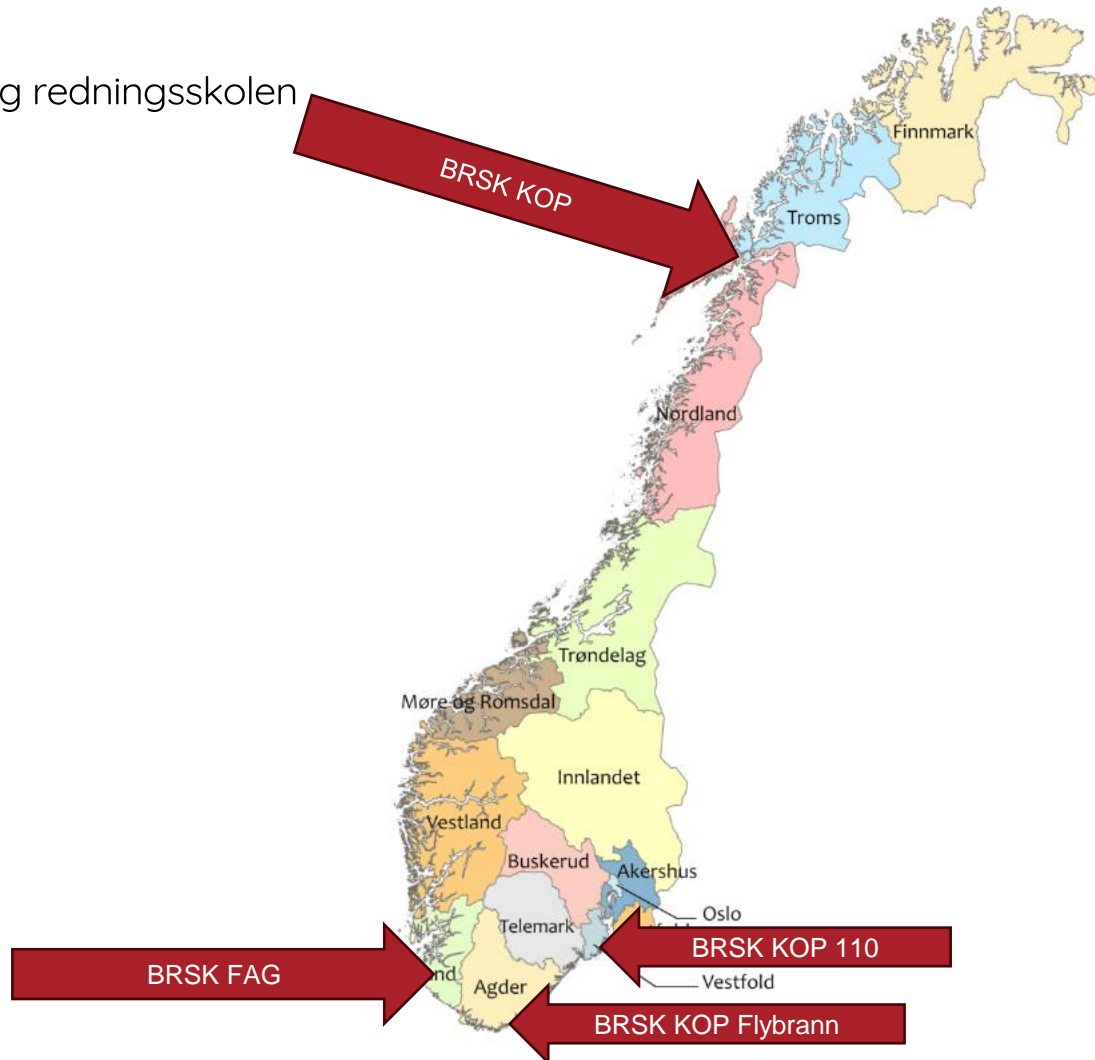 g redningsskolen
BRSK KOP
Finnmark
Troms
Nordland
Trøndelag
Møre og Romsdal
Innlandet
Vestland
Buskerud
Akershus
Oslo
Telemark
BRSK KOP 110
BRSK FAG
nd
Vestfold
Agder
BRSK KOP Flybrann